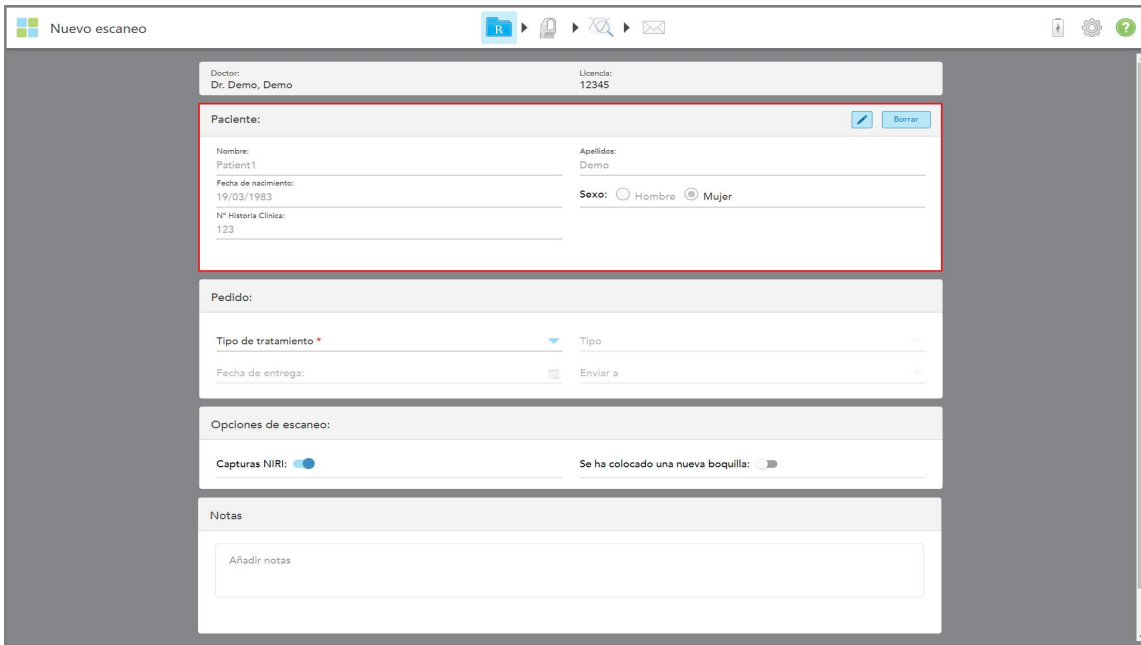 Nuevo escaneo
R
?
Doctor:
Dr. Demo, Demo
Licencia:
12345
Paciente:
Borrar
Nombre:
Patient1
Apellidos:
Demo
Fecha de nacimiento:
19/03/1983
Sexo: Hombre Mujer
N° Historia Clínica:
123
Pedido:
Tipo de tratamiento *
Tipo
Fecha de entrega:
Enviar a
Opciones de escaneo:
Capturas NIRI:
Se ha colocado una nueva boquilla:
Notas
Añadir notas